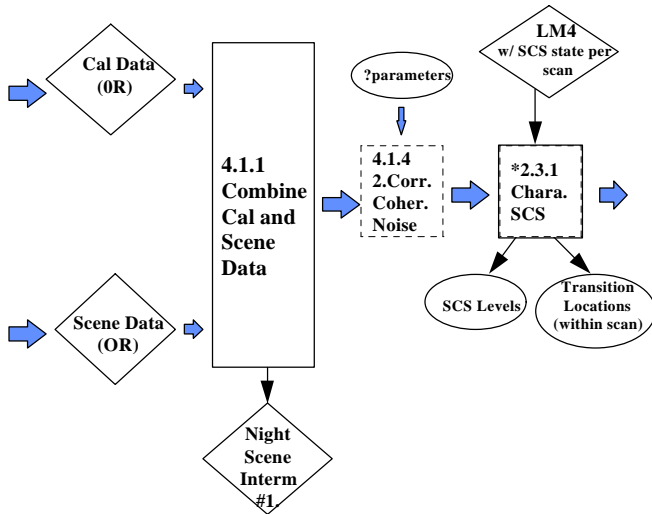 Cal Data
(0R)
4.1.1
Combine
Cal and
Scene
Data
?parameters
4.1.4
2.Corr.
Coher.
Noise
LM4
w/ SCS state per
scan
*2.3.1
Chara.
SCS
SCS Levels
Transition
Locations
(within scan)
Scene Data
(OR)
Night
Scene
Interm
#1.